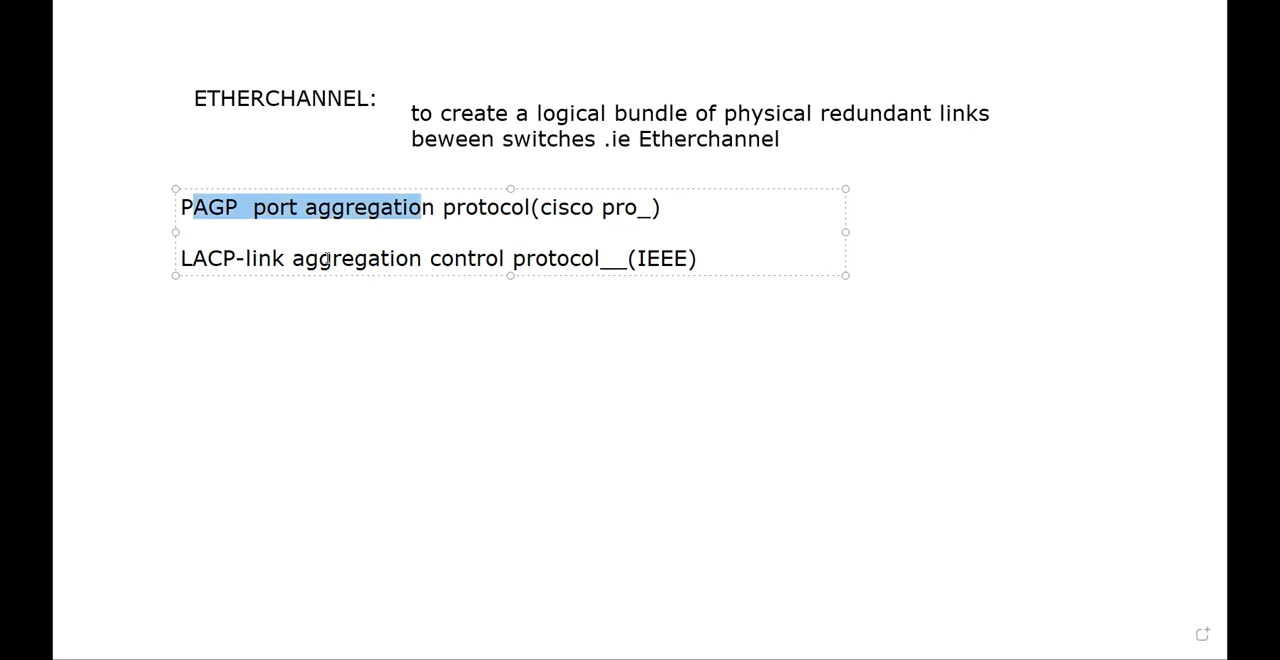 ETHERCHANNEL:
to create a logical bundle of physical redundant links
beween switches .ie Etherchannel
PAGP  port aggregation protocol(cisco pro_)
LACP-link aggregation control protocol__(IEEE)